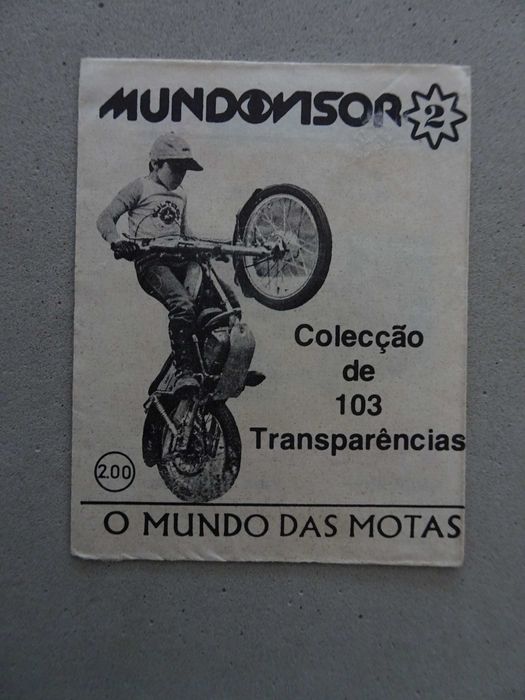 MUNDOVISOR 2
Colecção
de
103
Transparências
2.00
O MUNDO DAS MOTAS